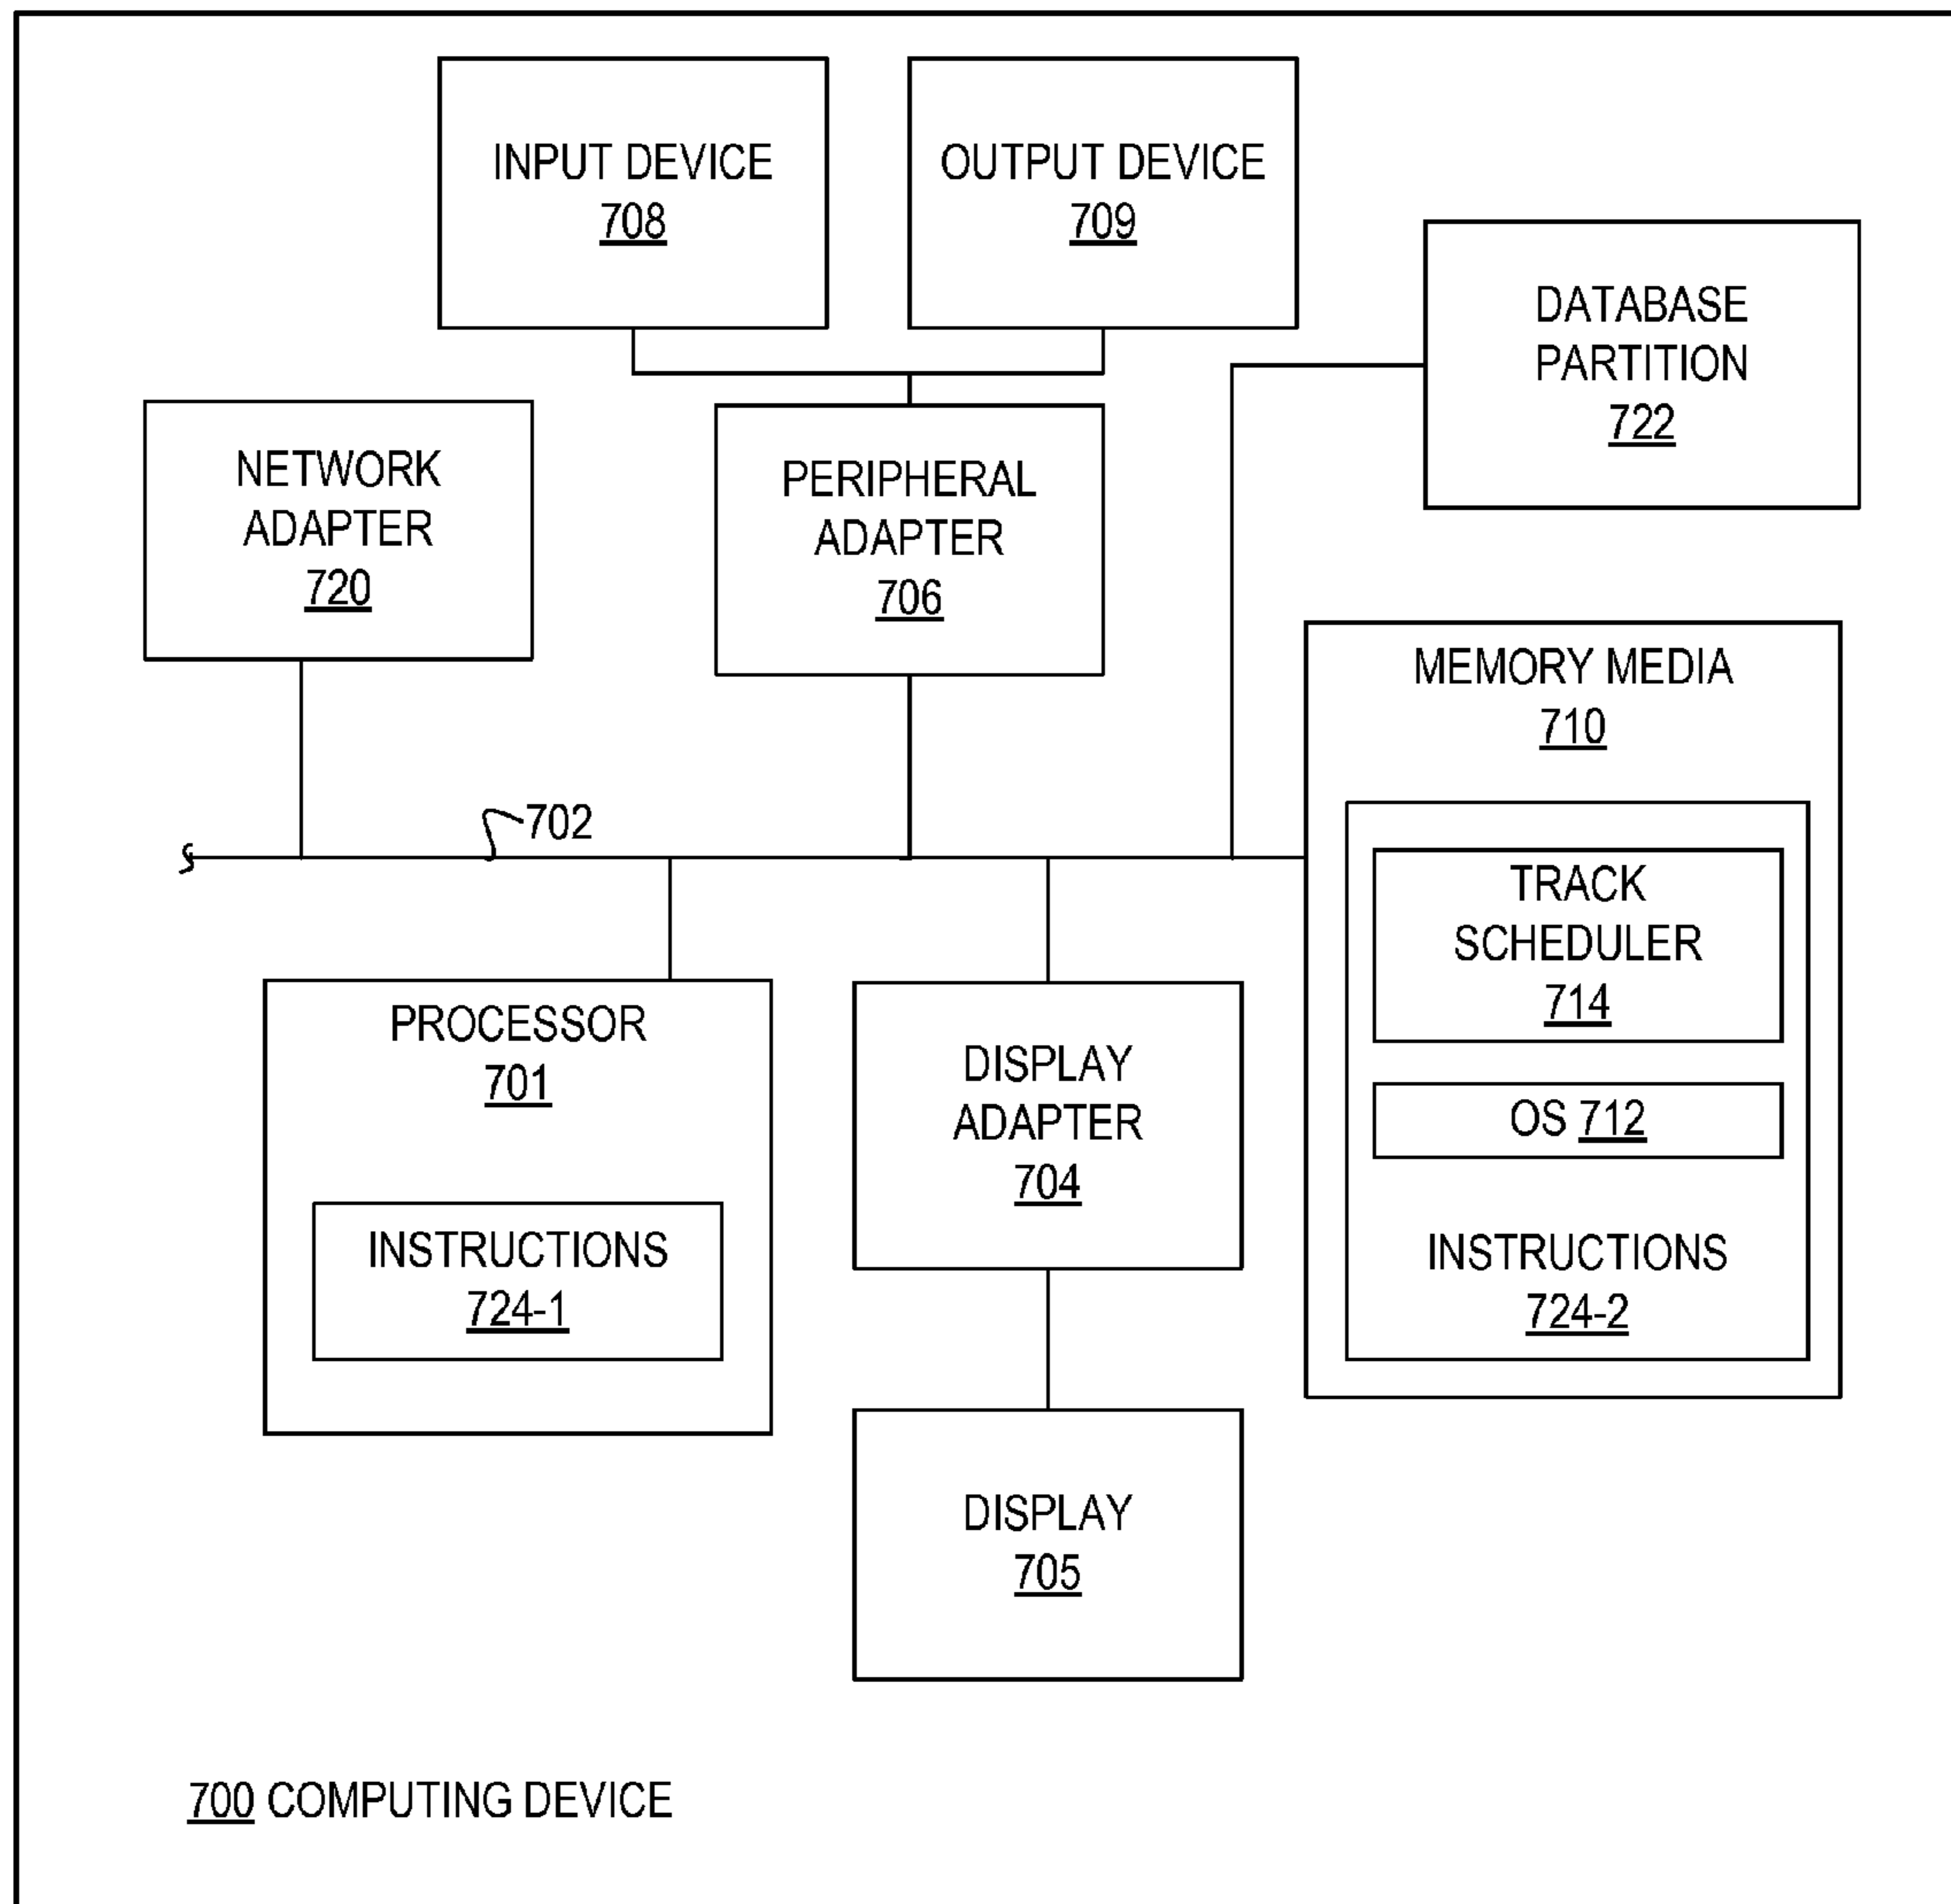 INPUT DEVICE
708
OUTPUT DEVICE
709
DATABASE
PARTITION
722
NETWORK
ADAPTER
720
PERIPHERAL
ADAPTER
706
MEMORY MEDIA
710
702
TRACK
SCHEDULER
714
OS 712
INSTRUCTIONS
724-2
PROCESSOR
701
INSTRUCTIONS
724-1
DISPLAY
ADAPTER
704
DISPLAY
705
700 COMPUTING DEVICE